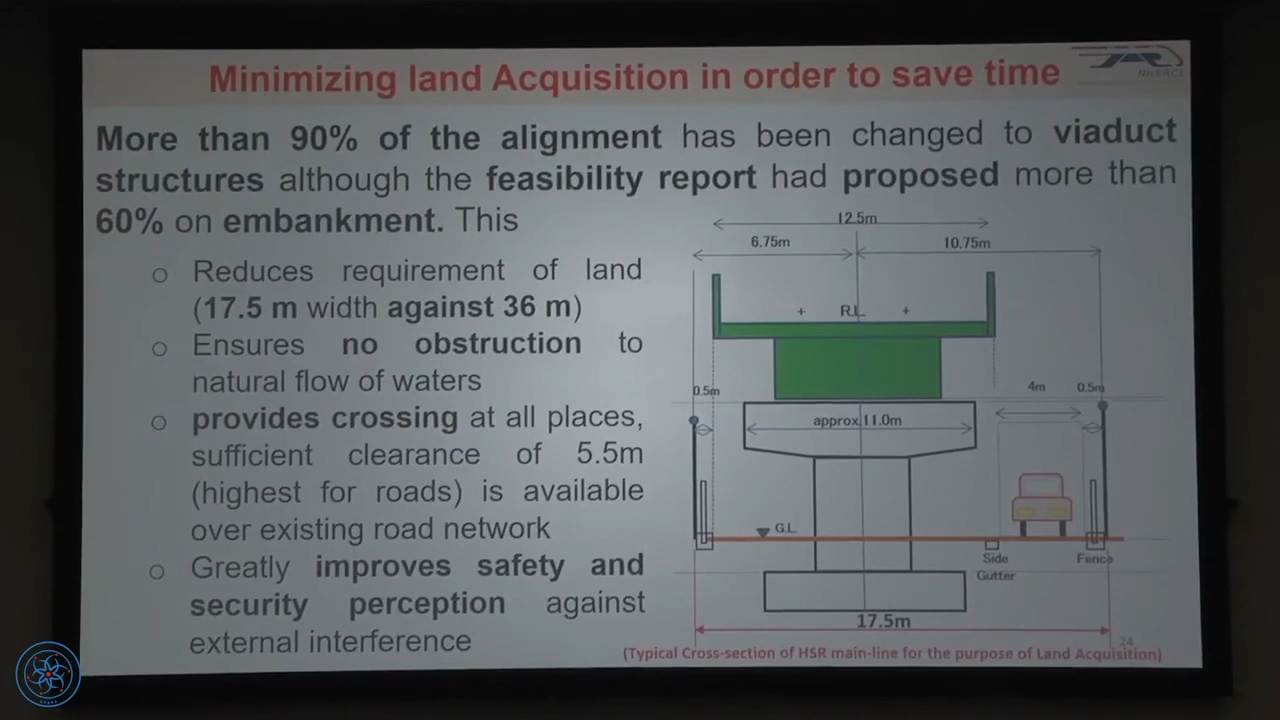 Minimizing land Acquisition in order to save time
NHSRCL
More than 90% of the alignment has been changed to viaduct
structures although the feasibility report had proposed more than
60% on embankment. This
12.5m
6.75m
10.75m
○ Reduces requirement of land
(17.5 m width against 36 m)
R.L.
○ Ensures no obstruction to
natural flow of waters
0.5m
4m
0.5m
○ provides crossing at all places,
sufficient clearance of 5.5m
(highest for roads) is available
over existing road network
approx.11.0m
G.L.
Side
Gutter
Fence
○ Greatly improves safety and
security perception against
external interference
17.5m
24
(Typical Cross-section of HSR main-line for the purpose of Land Acquisition)